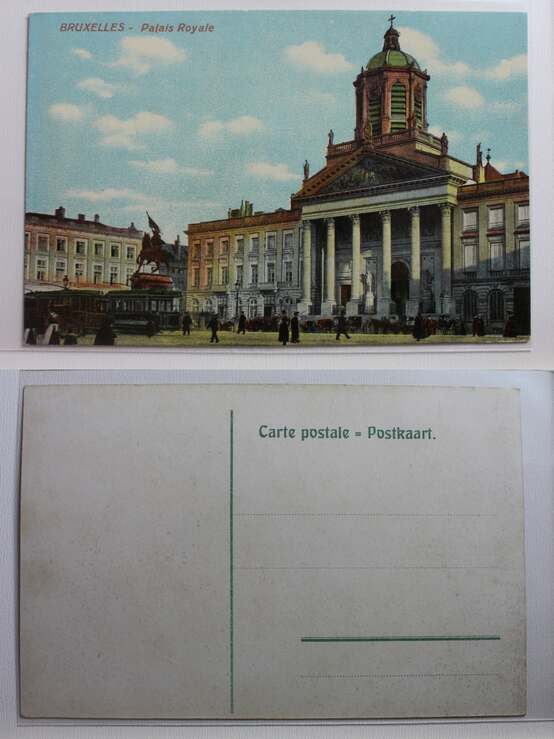 BRUXELLES - Palais Royale
Carte postale = Postkaart.